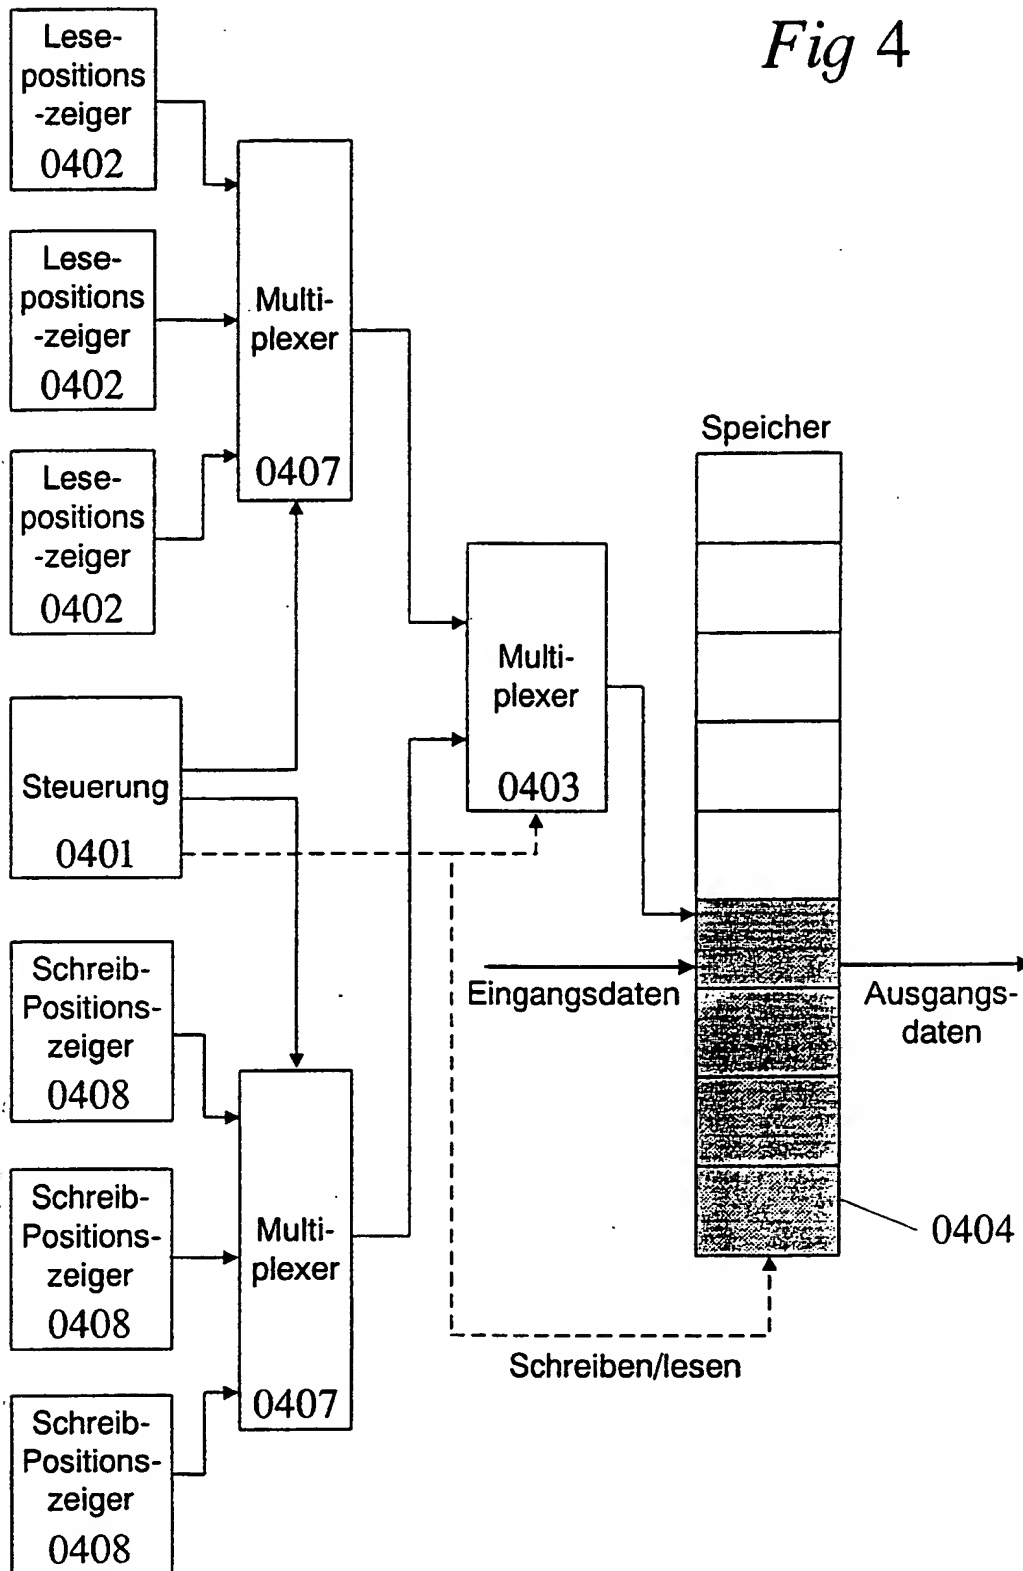 Fig 4
Lese-
positions
-zeiger
0402
Lese-
positions
-zeiger
0402
Lese-
positions
-zeiger
0402
Multi-
plexer
0407
Steuerung
0401
Multi-
plexer
0403
Speicher
Eingangsdaten
Ausgangs-
daten
0404
Schreib-
Positions-
zeiger
0408
Schreib-
Positions-
zeiger
0408
Schreib-
Positions-
zeiger
0408
Multi-
plexer
0407
Schreiben/lesen